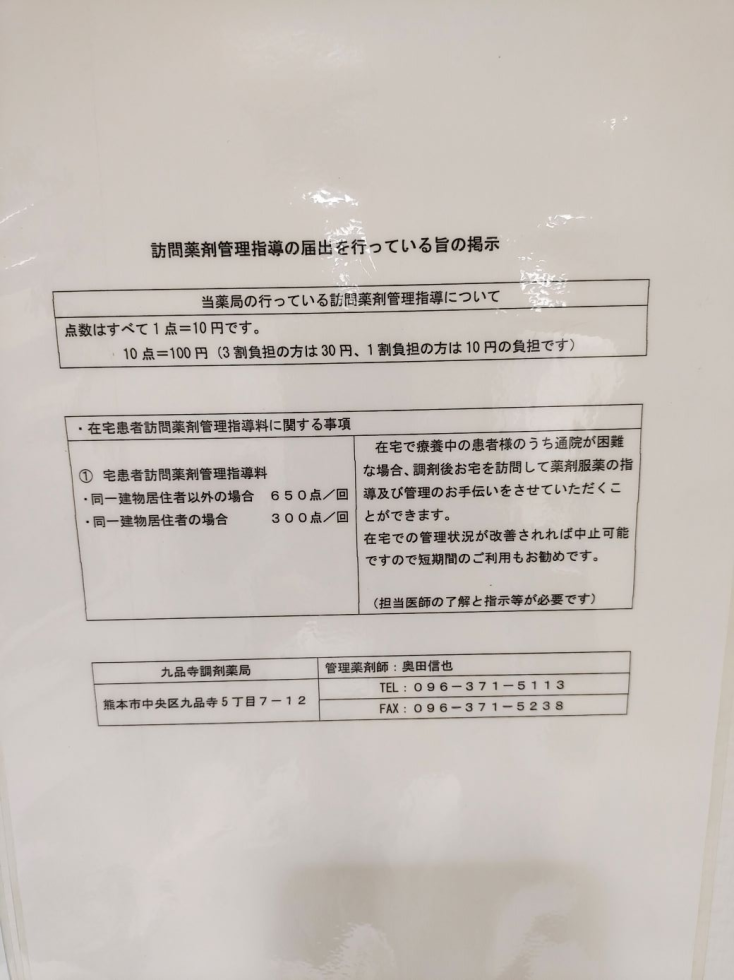 訪問薬剤管理指導の届出を行っている旨の掲示
当薬局の行っている訪問薬剤管理指導について
点数はすべて1点=10円です。
10点=100円（3割負担の方は30円、1割負担の方は10円の負担です）
・在宅患者訪問薬剤管理指導料に関する事項
① 宅患者訪問薬剤管理指導料
・同一建物居住者以外の場合　６５０点／回
・同一建物居住者の場合　３００点／回
在宅で療養中の患者様のうち通院が困難
な場合、調剤後お宅を訪問して薬剤服薬の指
導及び管理のお手伝いをさせていただくこ
とができます。
在宅での管理状況が改善されれば中止可能
ですので短期間のご利用もお勧めです。
（担当医師の了解と指示等が必要です）
九品寺調剤薬局
熊本市中央区九品寺５丁目７－１２
管理薬剤師：奥田信也
TEL：０９６－３７１－５１１３
FAX：０９６－３７１－５２３８